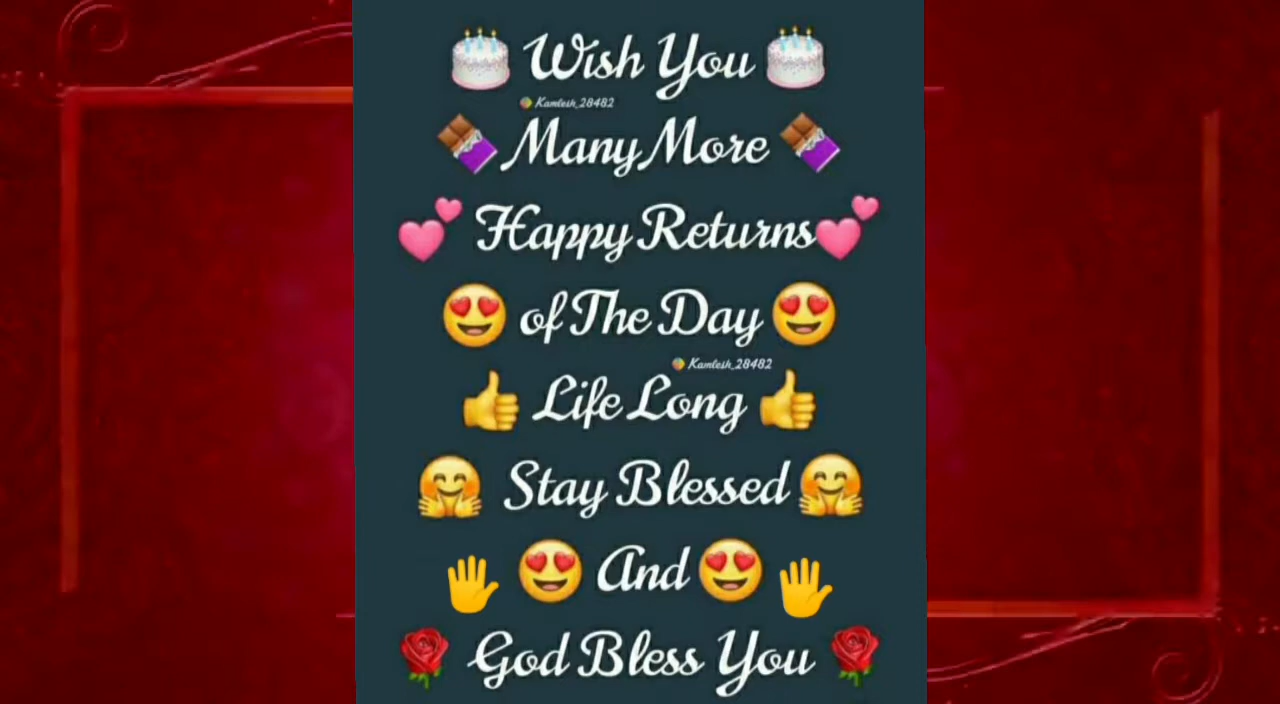 🎂 Wish You 🎂
Kamlesh_28482
🍫 Many More 🍫
💕 Happy Returns 💕
😍 of The Day 😍
Kamlesh_28482
👍 Life Long 👍
🤗 Stay Blessed 🤗
🖐 😍 And 😍 🖐
🌹 God Bless You 🌹